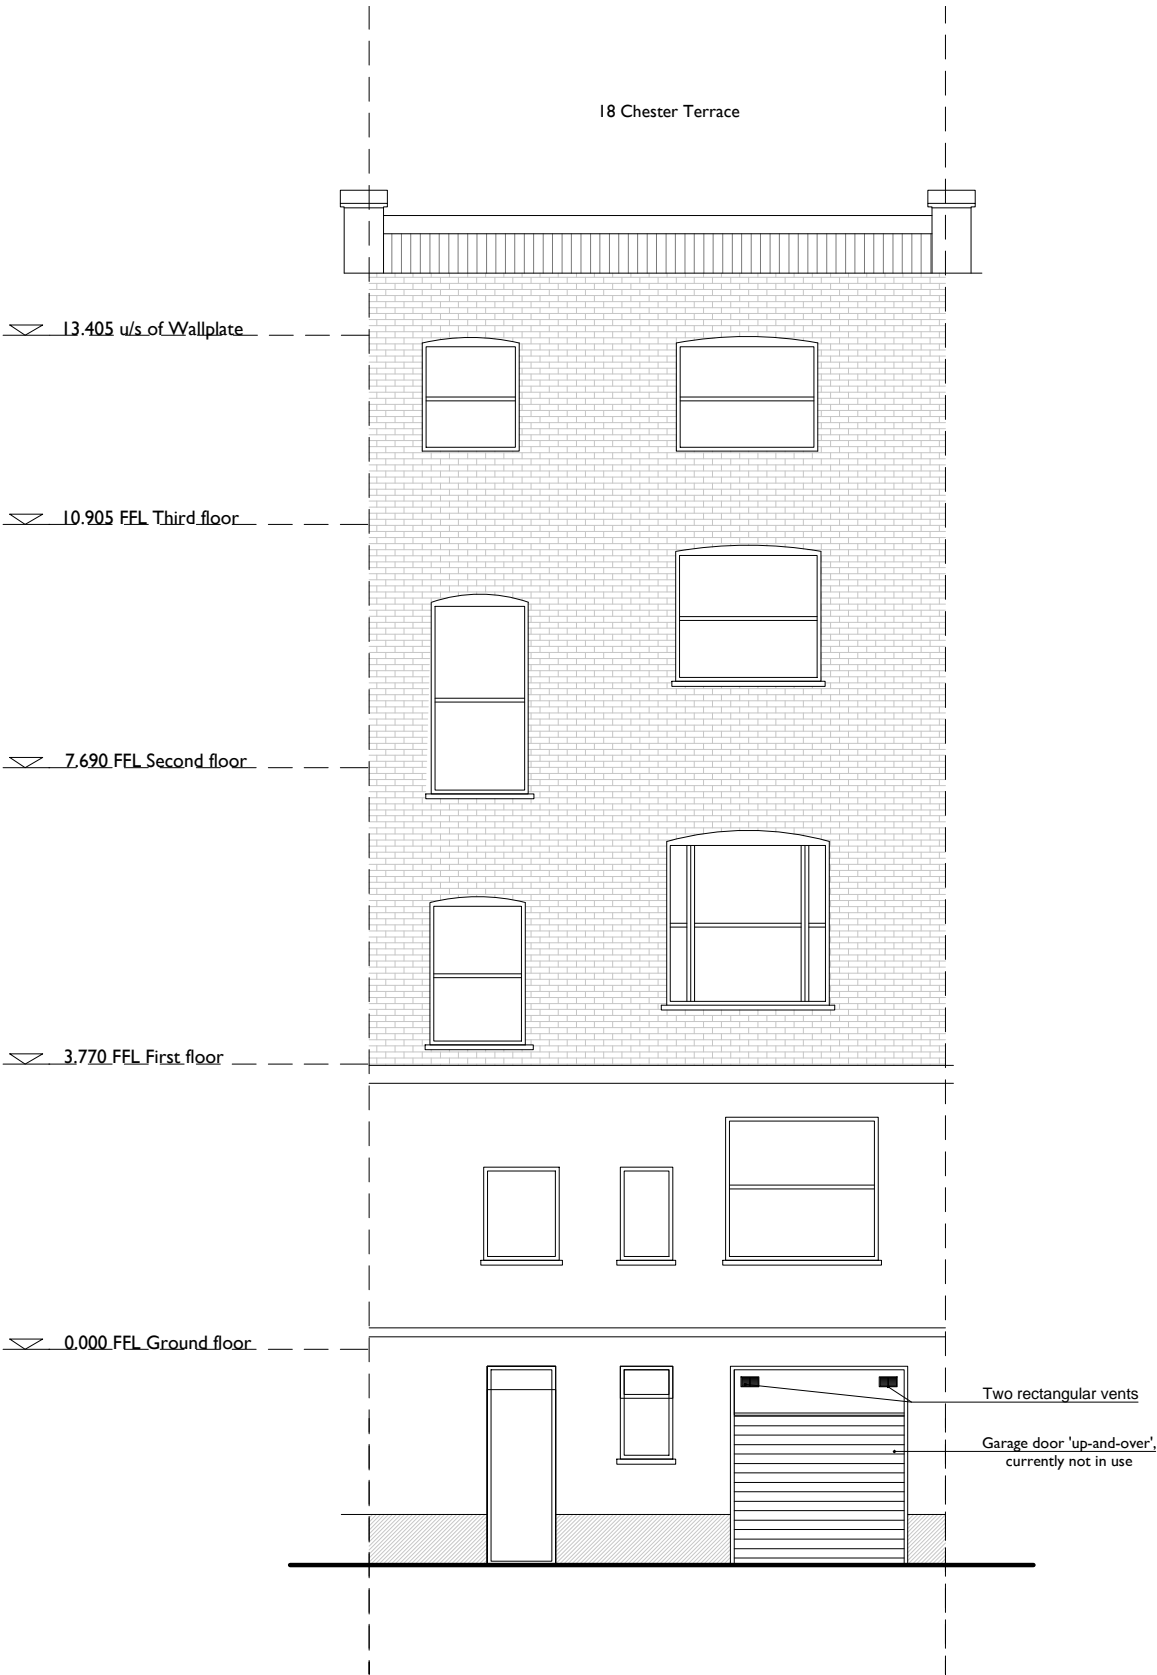 18 Chester Terrace
13.405 u/s of Wallplate
10.905 FFL Third floor
7.690 FFL Second floor
3.770 FFL First floor
0.000 FFL Ground floor
Two rectangular vents
Garage door 'up-and-over',
currently not in use